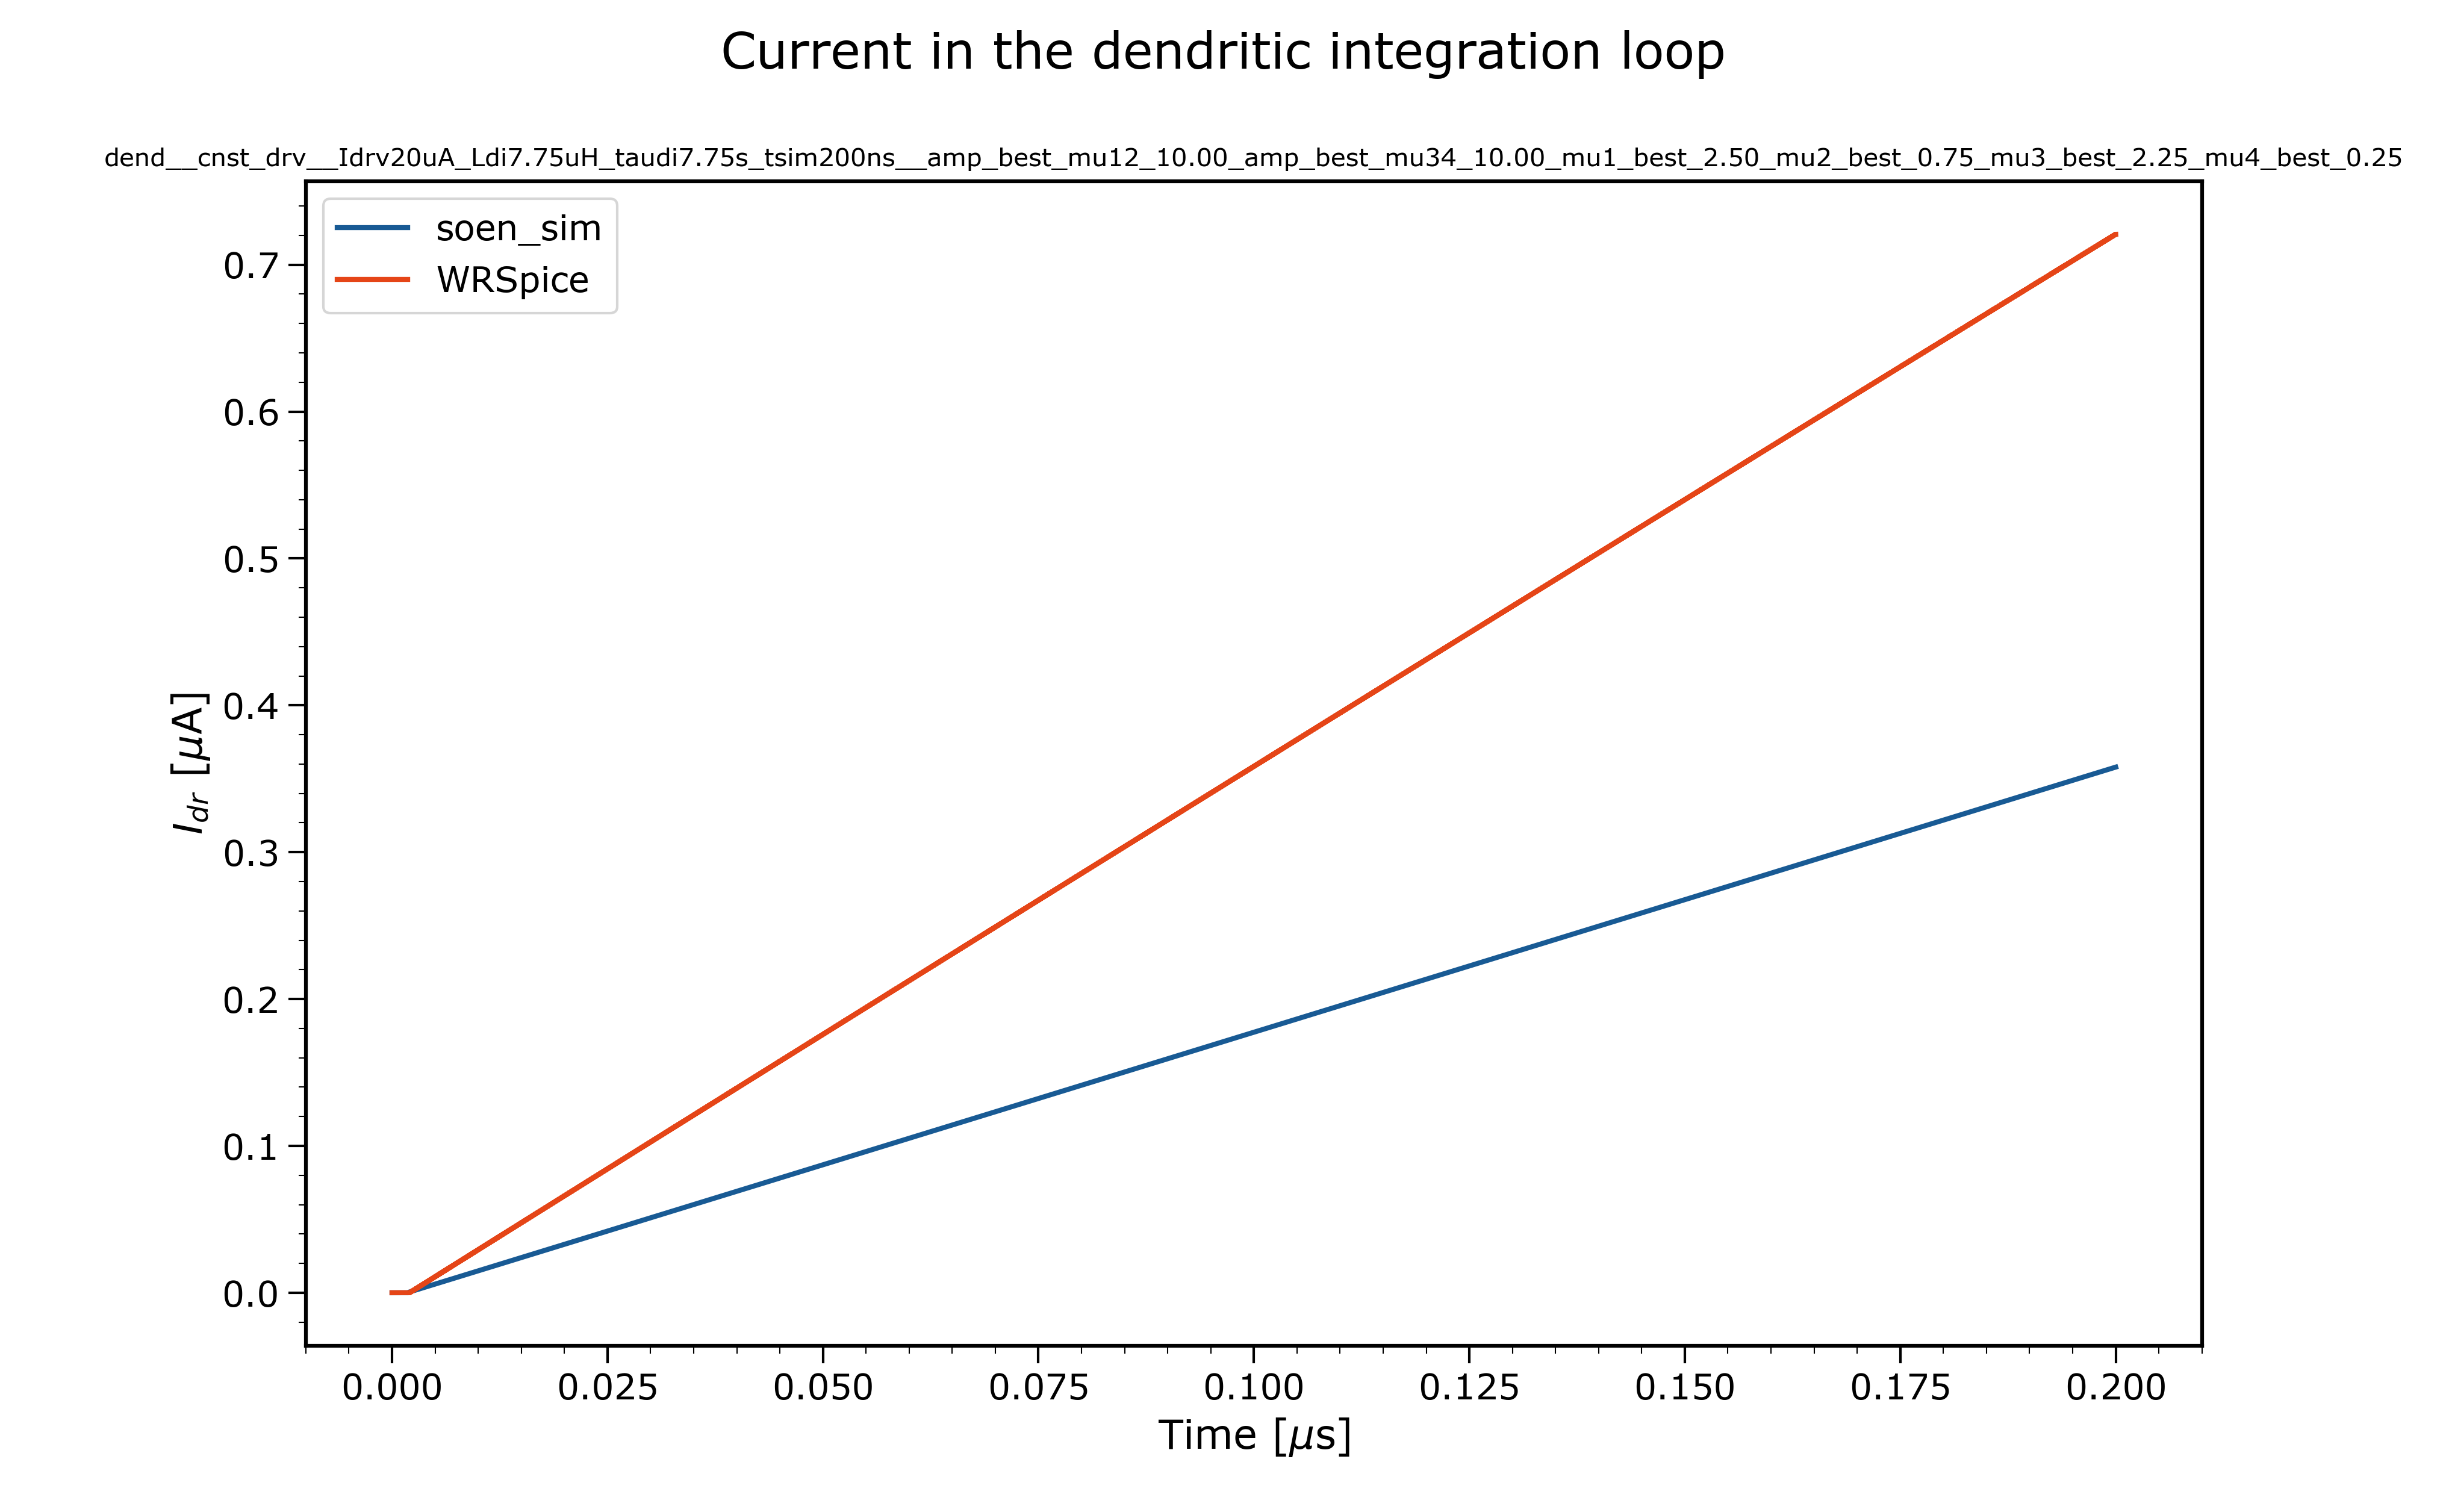 Current in the dendritic integration loop
dend__cnst_drv__Idrv20uA_Ldi7.75uH_taudi7.75s_tsim200ns__amp_best_mu12_10.00_amp_best_mu34_10.00_mu1_best_2.50_mu2_best_0.75_mu3_best_2.25_mu4_best_0.25
soen_sim
WRSpice
0.7
0.6
0.5
0.4
0.3
0.2
0.1
0.0
I_dr [μA]
0.000 0.025 0.050 0.075 0.100 0.125 0.150 0.175 0.200
Time [μs]